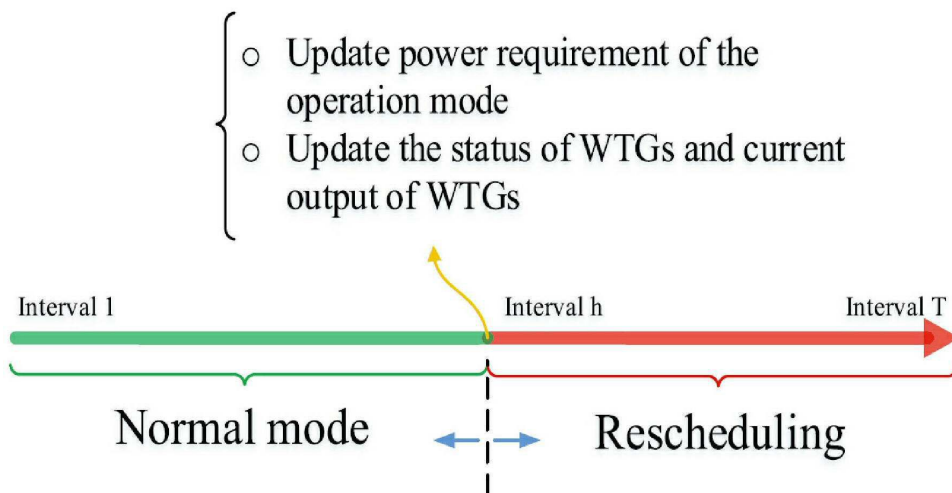 ○ Update power requirement of the
operation mode
○ Update the status of WTGs and current
output of WTGs
Interval 1
Interval h
Interval T
Normal mode
Rescheduling